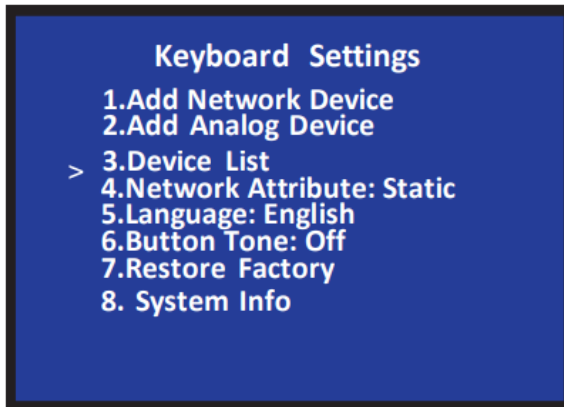 Keyboard Settings
1.Add Network Device
2.Add Analog Device
> 3.Device List
4.Network Attribute: Static
5.Language: English
6.Button Tone: Off
7.Restore Factory
8. System Info